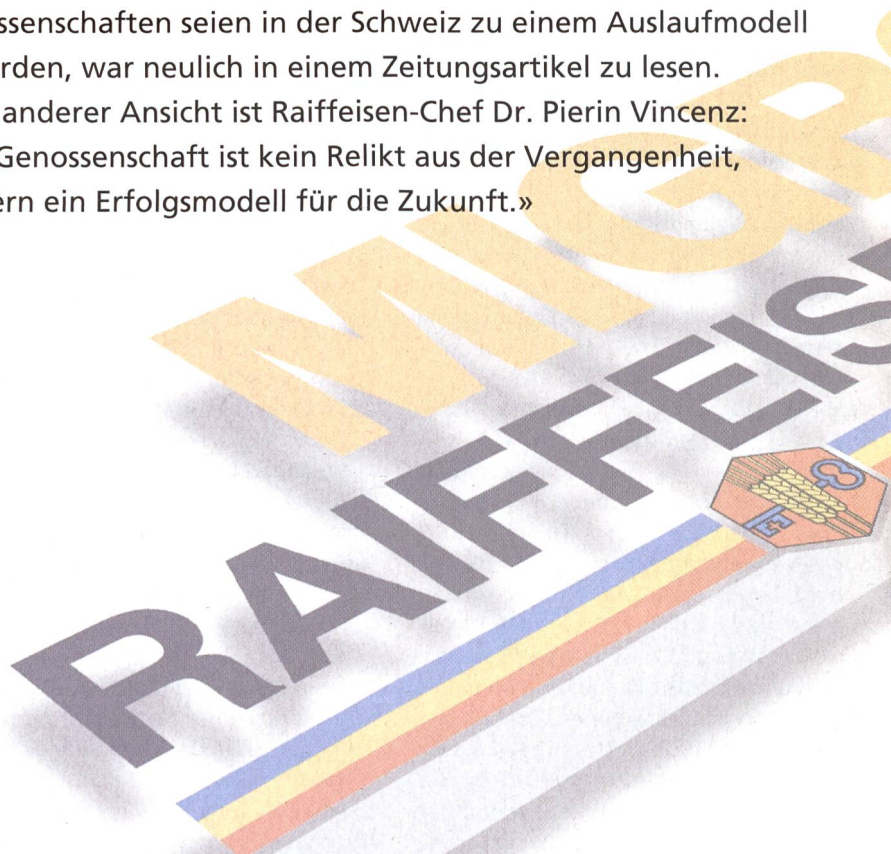 ssenschaften seien in der Schweiz zu einem Auslaufmodell
rden, war neulich in einem Zeitungsartikel zu lesen.
anderer Ansicht ist Raiffeisen-Chef Dr. Pierin Vincenz:
Genossenschaft ist kein Relikt aus der Vergangenheit,
ern ein Erfolgsmodell für die Zukunft.»
MIGR
RAIFFEIS